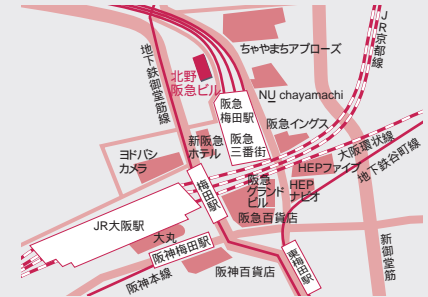 ちゃやまちアプローズ
JR京都線
地下鉄御堂筋線
北野
阪急ビル
NU chayamachi
阪急
梅田駅
阪急
三番街
阪急イングス
新阪急
ホテル
ヨドバシ
カメラ
大阪環状線
地下鉄谷町線
HEPファイブ
HEP
ナビオ
梅田駅
阪急
グランド
ビル
阪急百貨店
JR大阪駅
大丸
阪神梅田駅
阪神百貨店
東梅田駅
新御堂筋
阪神本線